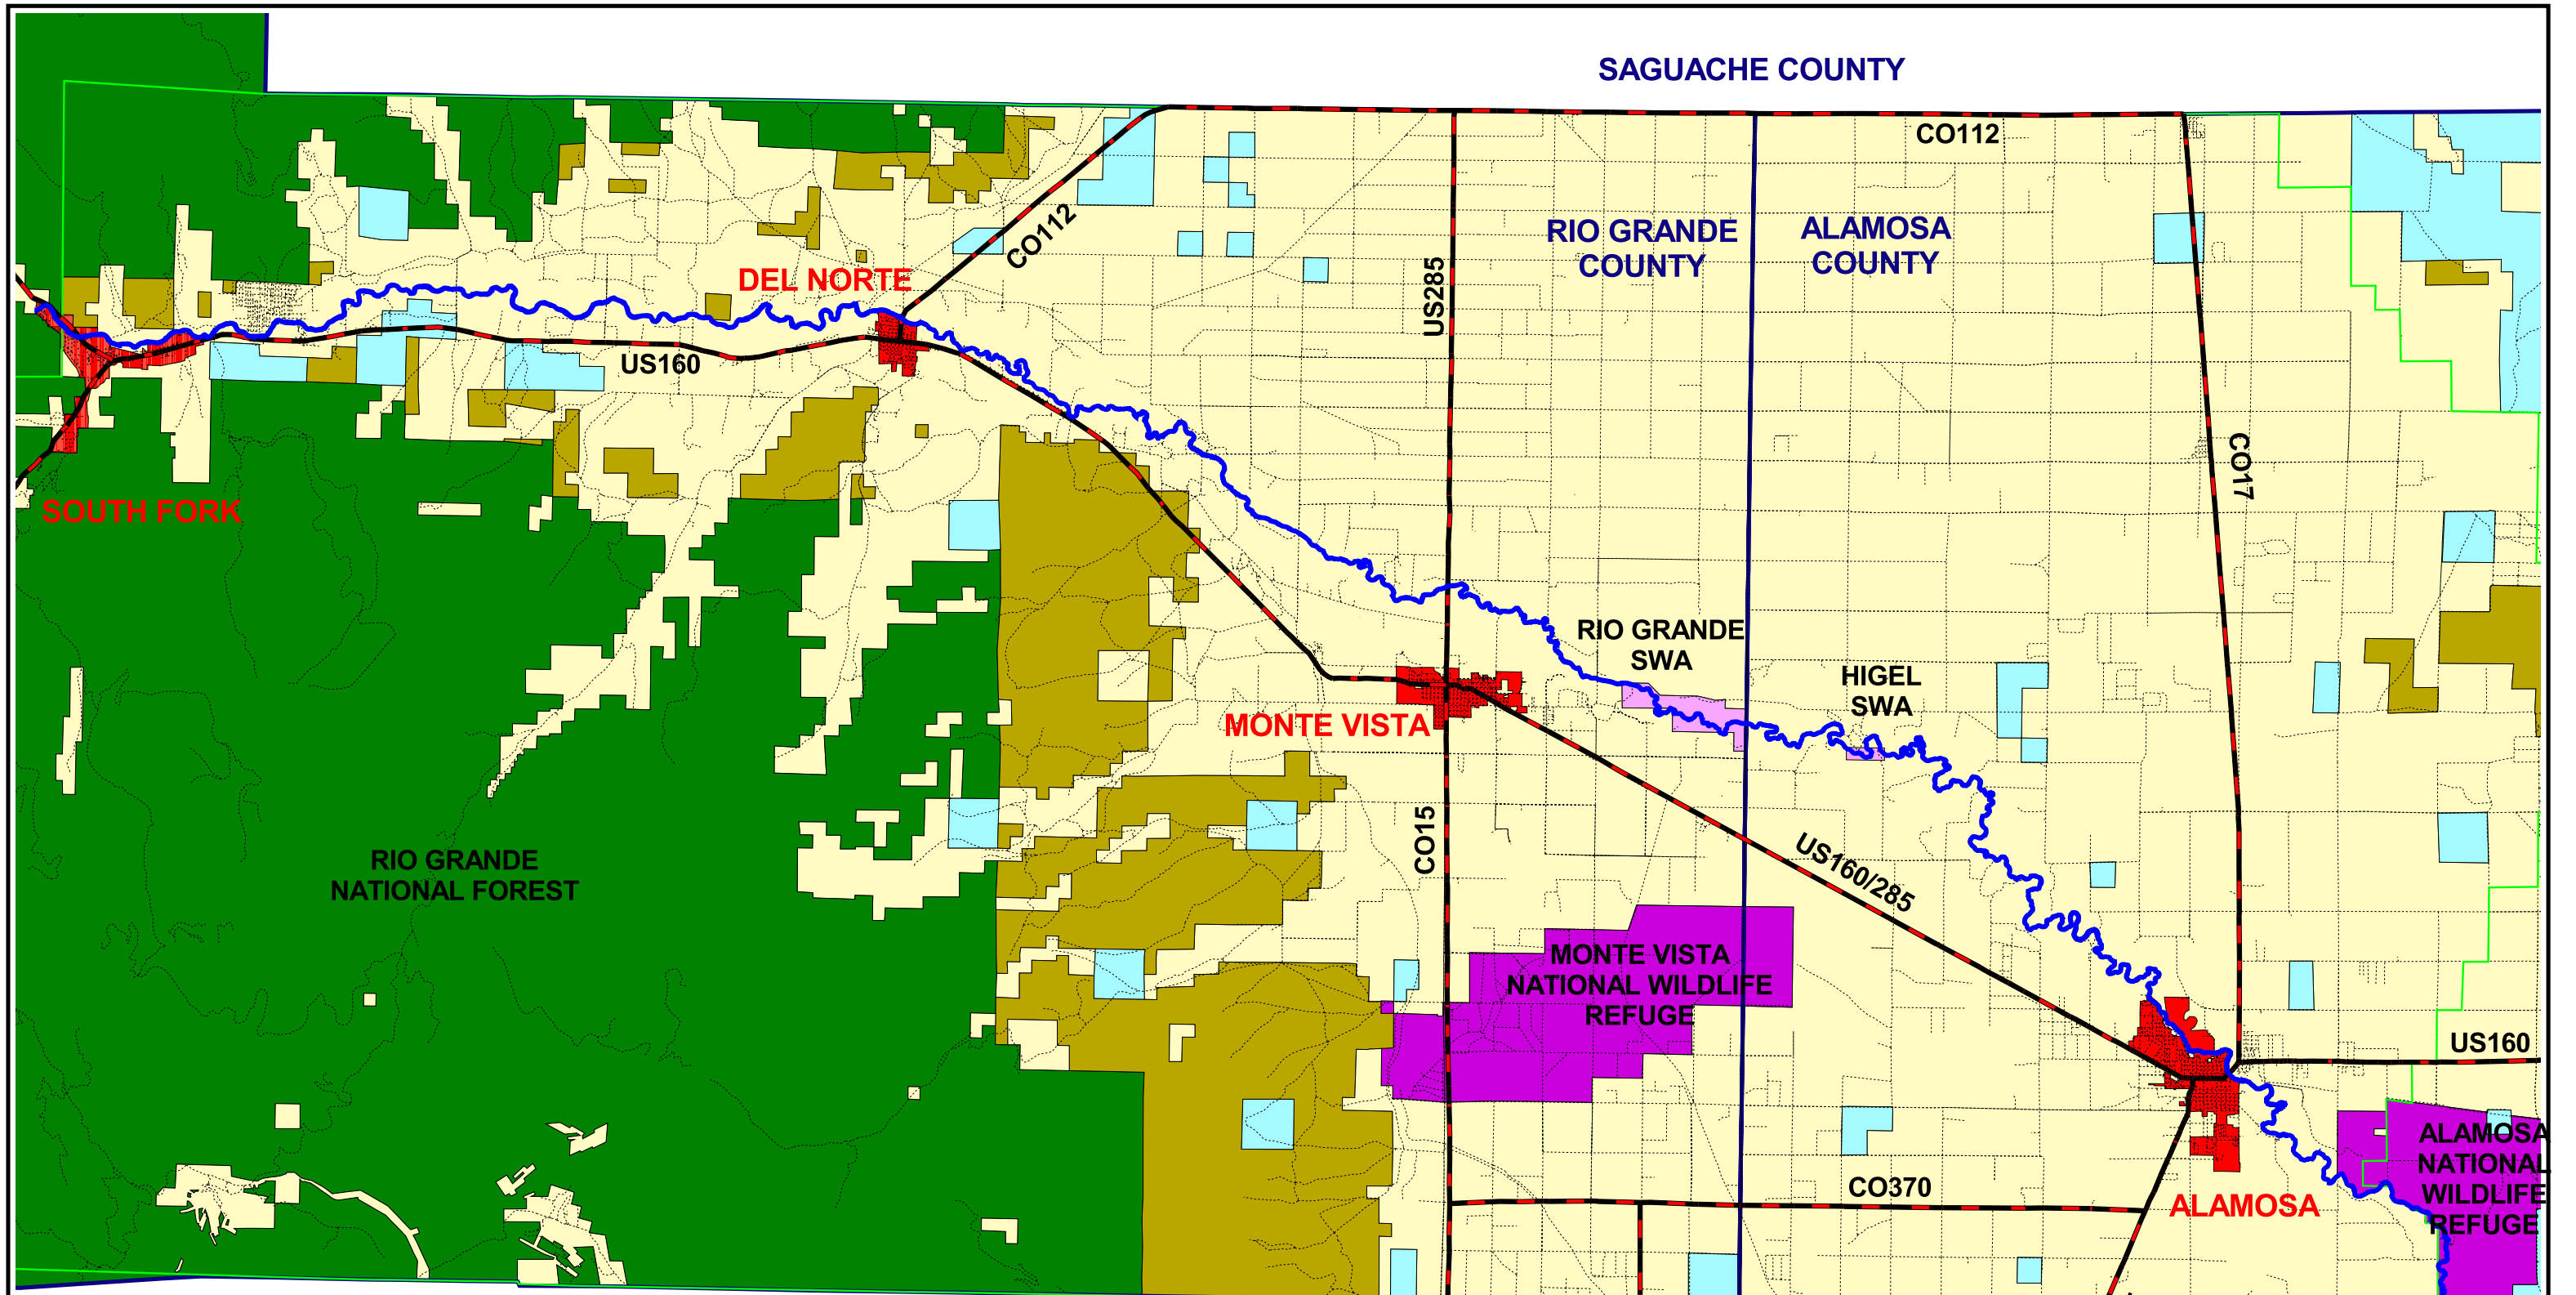 SAGUACHE COUNTY
CO112
RIO GRANDE
COUNTY
ALAMOSA
COUNTY
CO112
DEL NORTE
US285
US160
CO17
SOUTH FORK
RIO GRANDE
SWA
HIGEL
SWA
MONTE VISTA
CO15
US160/285
RIO GRANDE
NATIONAL FOREST
MONTE VISTA
NATIONAL WILDLIFE
REFUGE
US160
ALAMOSA
NATIONAL
WILDLIFE
REFUGE
CO370
ALAMOSA